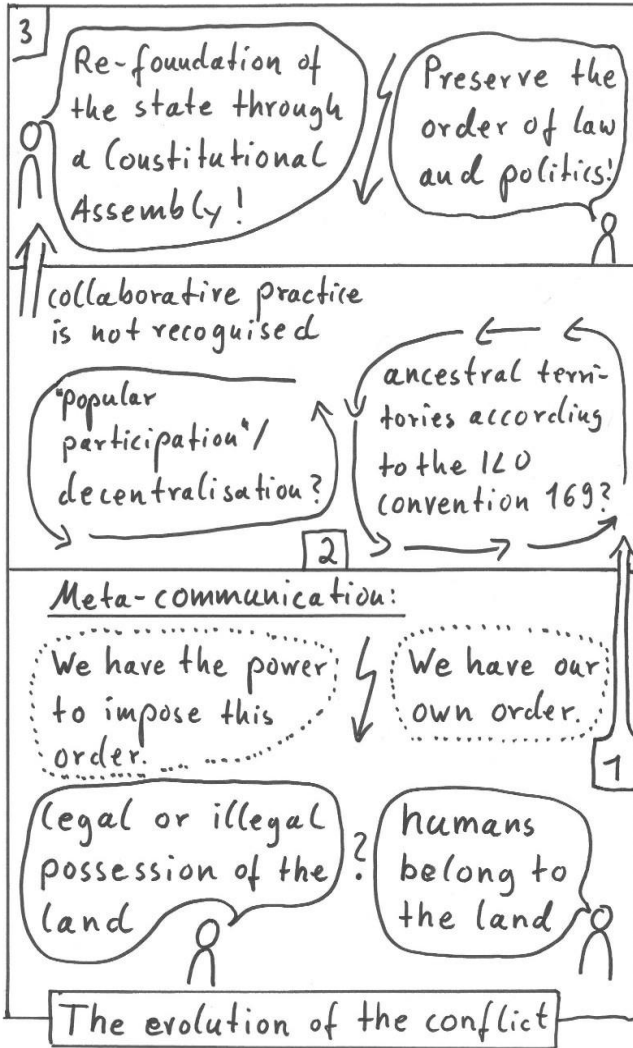 3
Re-foundation of
the state through
a Constitutional
Assembly!
Preserve the
order of law
and politics!
collaborative practice
is not recognised
"popular
participation"/
decentralisation?
ancestral terri-
tories according
to the ILO
convention 169?
2
Meta-communication:
We have the power
to impose this
order.
We have our
own order.
1
legal or illegal
possession of the
land
?
humans
belong to
the land
The evolution of the conflict